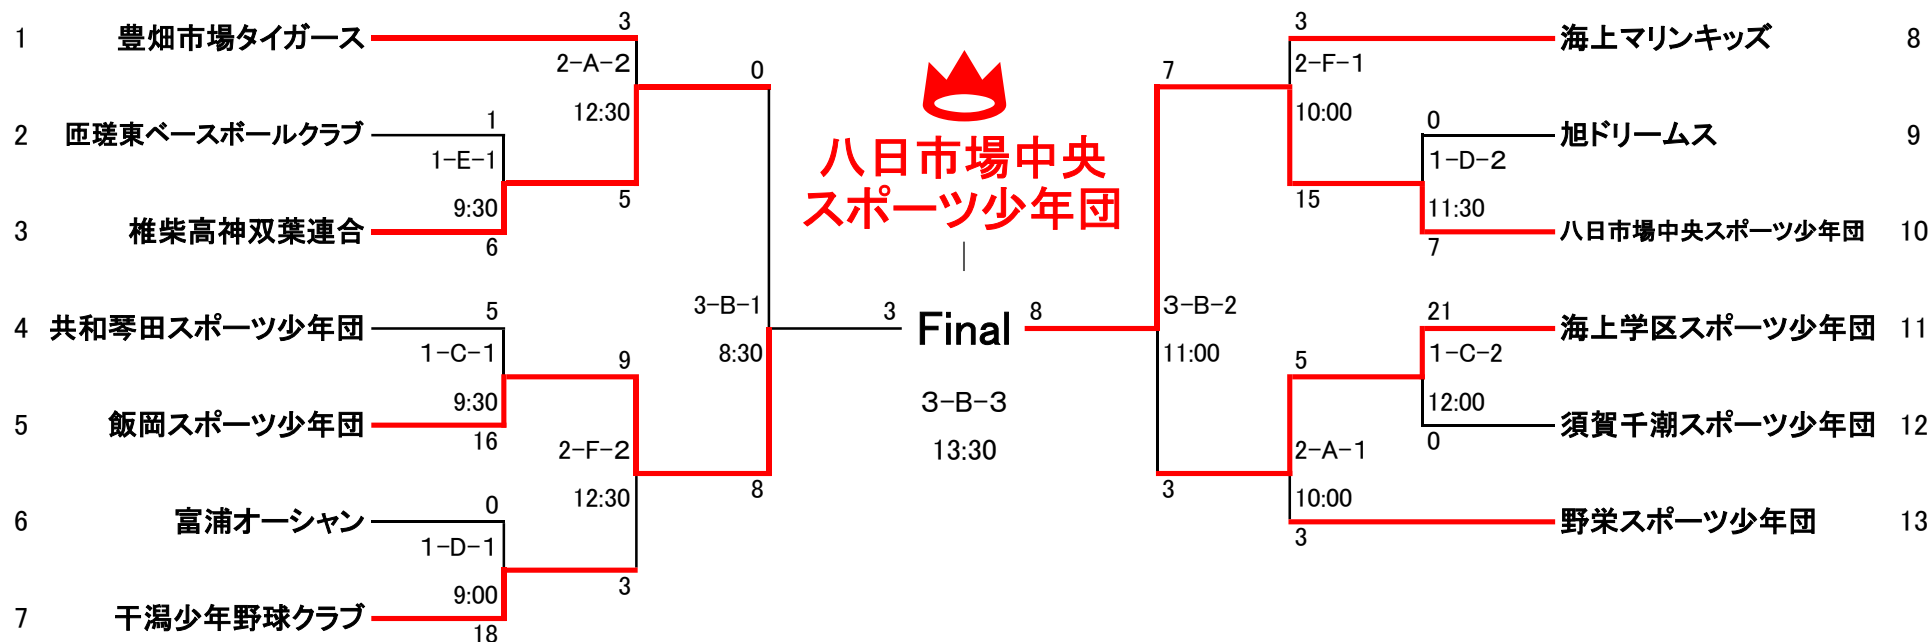 1 豊畑市場タイガース
3
2-A-2
12:30
2 匝瑳東ベースボールクラブ
1
1-E-1
9:30
5
3 椎柴高神双葉連合
6
0
4 共和琴田スポーツ少年団
5
1-C-1
9:30
9
5 飯岡スポーツ少年団
16
2-F-2
12:30
6 富浦オーシャン
0
1-D-1
9:00
3
7 干潟少年野球クラブ
18
3-B-1
8:30
8
八日市場中央
スポーツ少年団
3 Final 8
3-B-3
13:30
7
3-B-2
11:00
3
3
海上マリンキッズ 8
2-F-1
10:00
15
0
旭ドリームス 9
1-D-2
11:30
7
八日市場中央スポーツ少年団 10
21
海上学区スポーツ少年団 11
1-C-2
12:00
0
須賀千潮スポーツ少年団 12
5
2-A-1
10:00
3
野栄スポーツ少年団 13